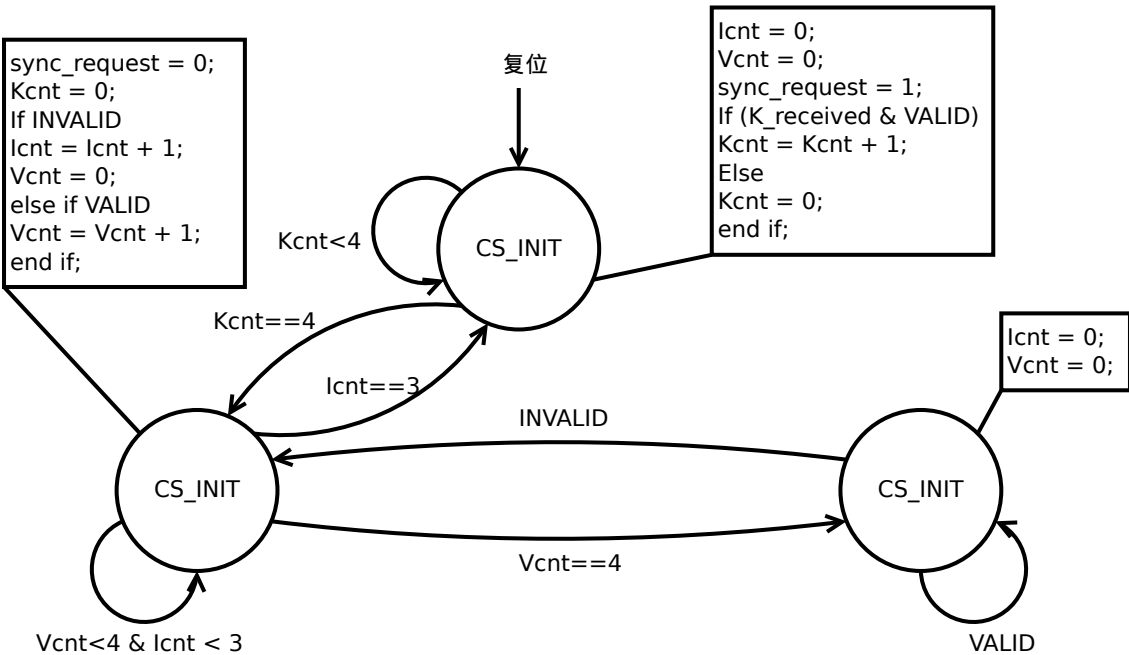 sync_request = 0;
Kcnt = 0;
If INVALID
Icnt = Icnt + 1;
Vcnt = 0;
else if VALID
Vcnt = Vcnt + 1;
end if;
复位
Icnt = 0;
Vcnt = 0;
sync_request = 1;
If (K_received & VALID)
Kcnt = Kcnt + 1;
Else
Kcnt = 0;
end if;
Kcnt<4
CS_INIT
Kcnt==4
Icnt==3
Icnt = 0;
Vcnt = 0;
INVALID
CS_INIT
CS_INIT
Vcnt==4
Vcnt<4 & Icnt < 3
VALID